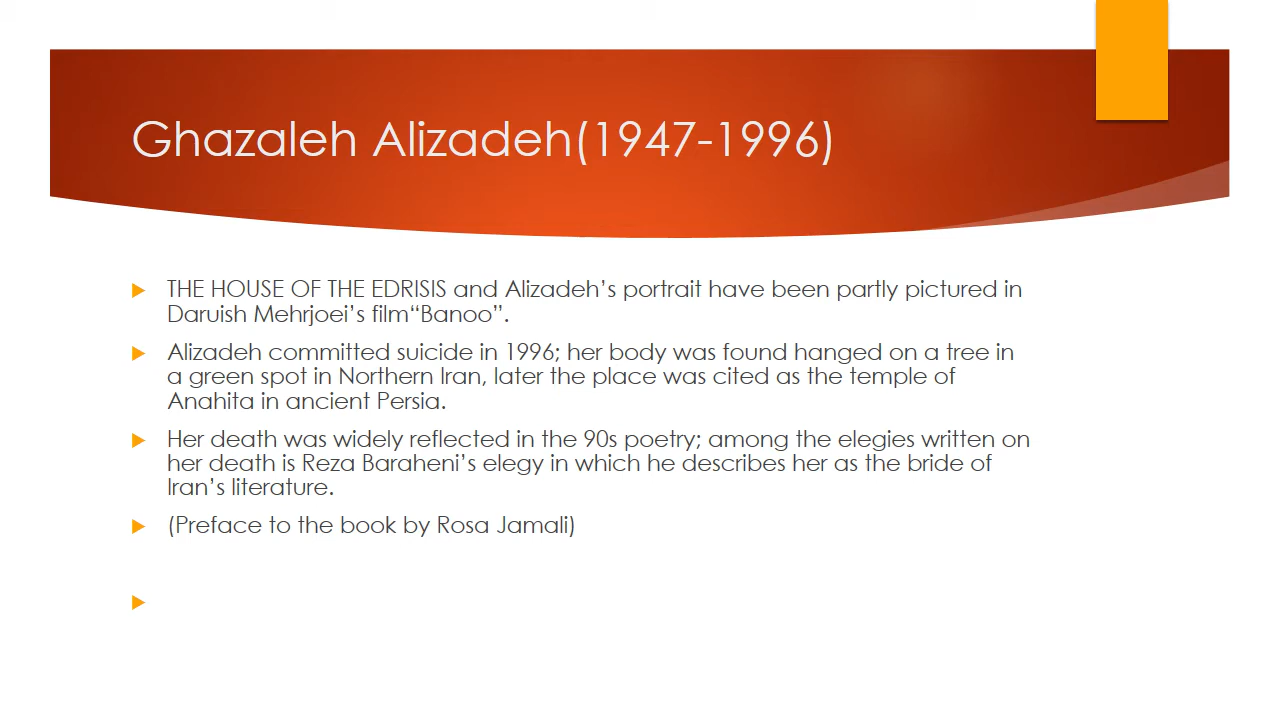 Ghazaleh Alizadeh(1947-1996)
THE HOUSE OF THE EDRISIS and Alizadeh’s portrait have been partly pictured in
Daruish Mehrjoei’s film“Banoo”.
Alizadeh committed suicide in 1996; her body was found hanged on a tree in
a green spot in Northern Iran, later the place was cited as the temple of
Anahita in ancient Persia.
Her death was widely reflected in the 90s poetry; among the elegies written on
her death is Reza Baraheni’s elegy in which he describes her as the bride of
Iran’s literature.
(Preface to the book by Rosa Jamali)